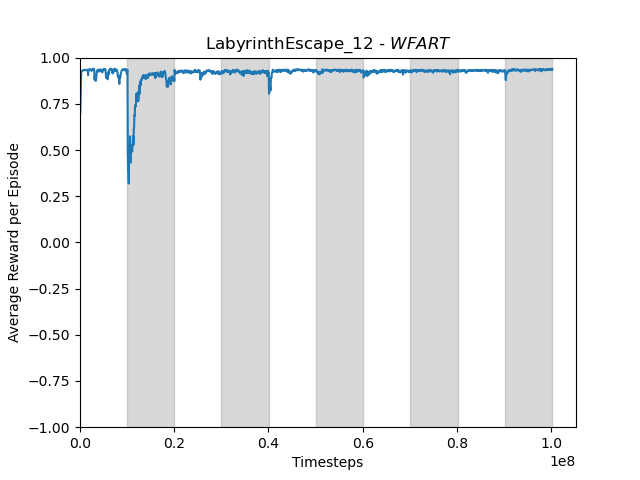 LabyrinthEscape_12 - WFART
Average Reward per Episode
1.00
0.75
0.50
0.25
0.00
−0.25
−0.50
−0.75
−1.00
0.0 0.2 0.4 0.6 0.8 1.0
1e8
Timesteps